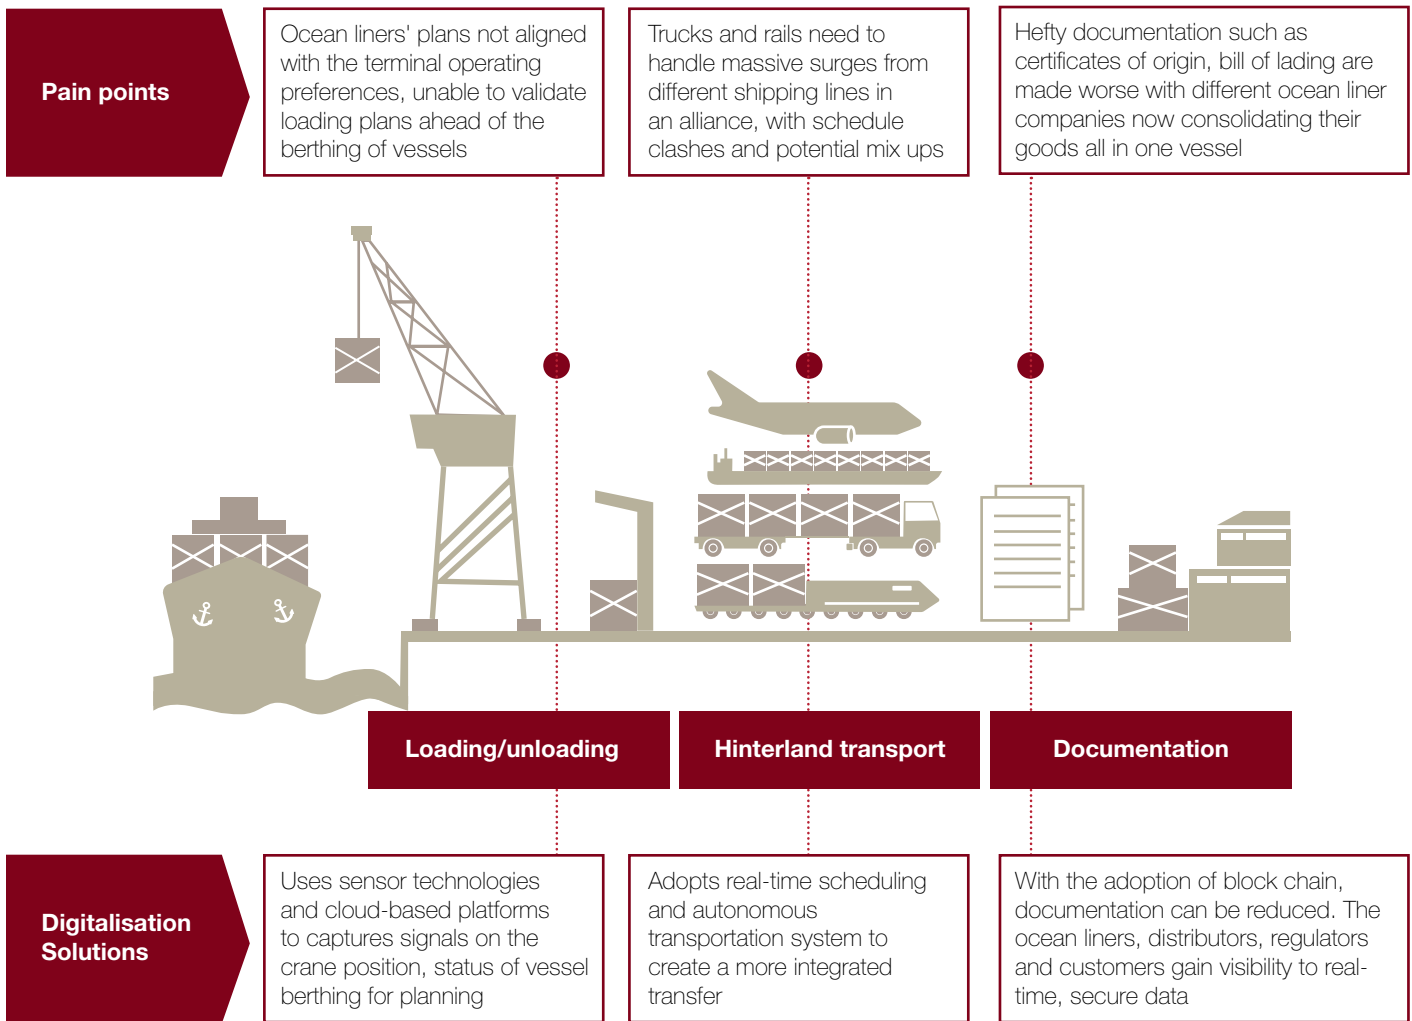 Pain points
Ocean liners' plans not aligned
with the terminal operating
preferences, unable to validate
loading plans ahead of the
berthing of vessels
Trucks and rails need to
handle massive surges from
different shipping lines in
an alliance, with schedule
clashes and potential mix ups
Hefty documentation such as
certificates of origin, bill of lading are
made worse with different ocean liner
companies now consolidating their
goods all in one vessel
Loading/unloading
Hinterland transport
Documentation
Digitalisation
Solutions
Uses sensor technologies
and cloud-based platforms
to captures signals on the
crane position, status of vessel
berthing for planning
Adopts real-time scheduling
and autonomous
transportation system to
create a more integrated
transfer
With the adoption of block chain,
documentation can be reduced. The
ocean liners, distributors, regulators
and customers gain visibility to real-
time, secure data